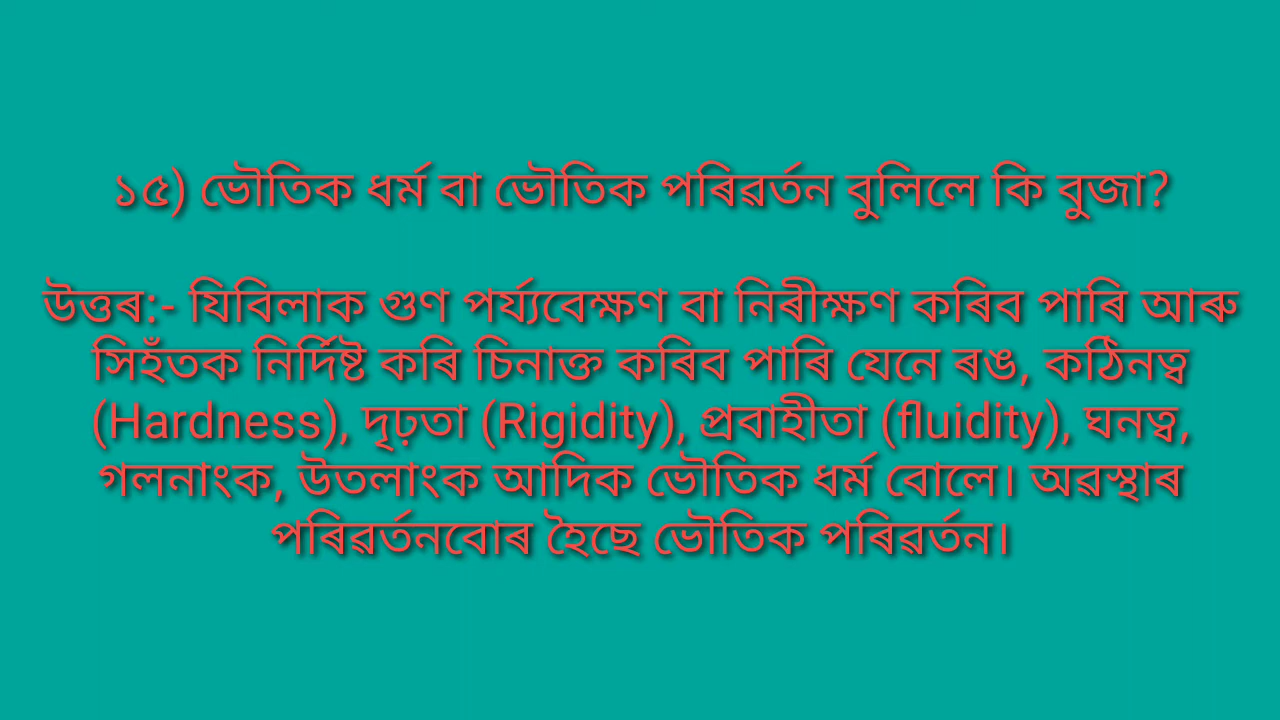 ১৫) ভৌতিক ধৰ্ম বা ভৌতিক পৰিৱৰ্তন বুলিলে কি বুজা?
উত্তৰ:- যিবিলাক গুণ পৰ্য্যবেক্ষণ বা নিৰীক্ষণ কৰিব পাৰি আৰু
সিহঁতক নিৰ্দিষ্ট কৰি চিনাক্ত কৰিব পাৰি যেনে ৰঙ, কঠিনত্ব
(Hardness), দৃঢ়তা (Rigidity), প্ৰবাহীতা (fluidity), ঘনত্ব,
গলনাংক, উতলাংক আদিক ভৌতিক ধৰ্ম বোলে। অৱস্থাৰ
পৰিৱৰ্তনবোৰ হৈছে ভৌতিক পৰিৱৰ্তন।